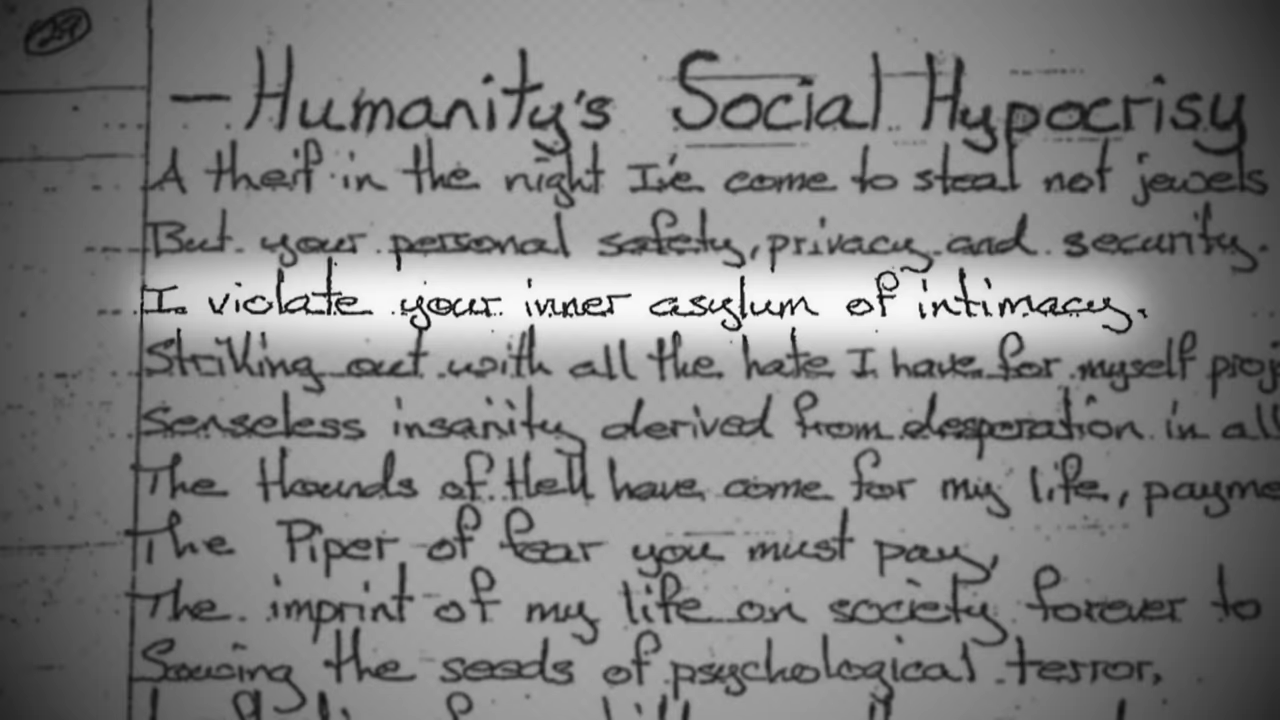 29
— Humanity's Social Hypocrisy
A theif in the night I've come to steal not jewels
But your personal safety, privacy and security.
I violate your inner asylum of intimacy.
Striking out with all the hate I have for myself proj
Senseless insanity derived from desperation in all
The Hounds of Hell have come for my life, payme
The Piper of fear you must pay,
The imprint of my life on society forever to
Sowing the seeds of psychological terror.